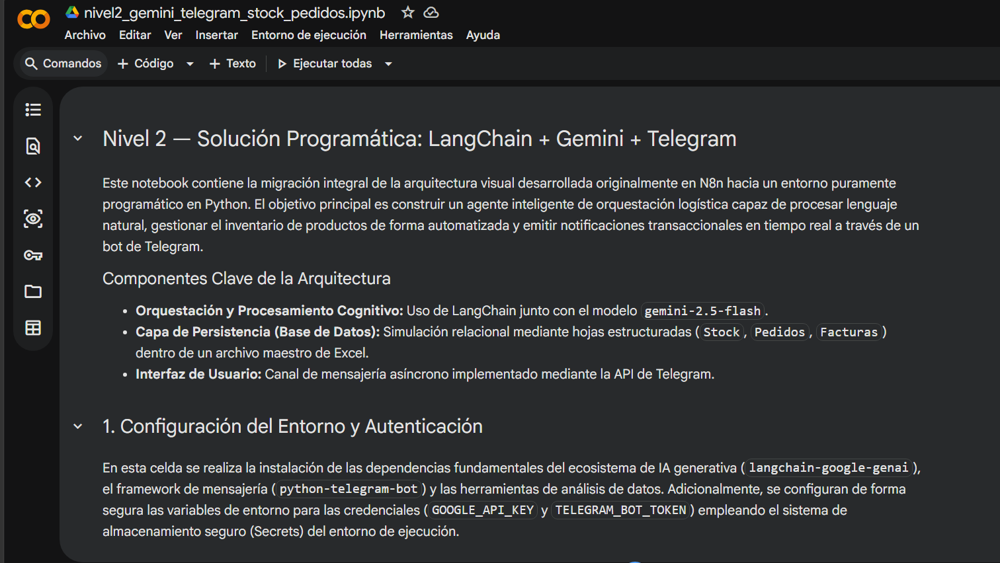 nivel2_gemini_telegram_stock_pedidos.ipynb
Archivo Editar Ver Insertar Entorno de ejecución Herramientas Ayuda
Comandos + Código + Texto Ejecutar todas
Nivel 2 — Solución Programática: LangChain + Gemini + Telegram
Este notebook contiene la migración integral de la arquitectura visual desarrollada originalmente en N8n hacia un entorno puramente
programático en Python. El objetivo principal es construir un agente inteligente de orquestación logística capaz de procesar lenguaje
natural, gestionar el inventario de productos de forma automatizada y emitir notificaciones transaccionales en tiempo real a través de un
bot de Telegram.
Componentes Clave de la Arquitectura
• Orquestación y Procesamiento Cognitivo: Uso de LangChain junto con el modelo gemini-2.5-flash.
• Capa de Persistencia (Base de Datos): Simulación relacional mediante hojas estructuradas (Stock, Pedidos, Facturas)
dentro de un archivo maestro de Excel.
• Interfaz de Usuario: Canal de mensajería asíncrono implementado mediante la API de Telegram.
1. Configuración del Entorno y Autenticación
En esta celda se realiza la instalación de las dependencias fundamentales del ecosistema de IA generativa (langchain-google-genai),
el framework de mensajería (python-telegram-bot) y las herramientas de análisis de datos. Adicionalmente, se configuran de forma
segura las variables de entorno para las credenciales (GOOGLE_API_KEY y TELEGRAM_BOT_TOKEN) empleando el sistema de
almacenamiento seguro (Secrets) del entorno de ejecución.